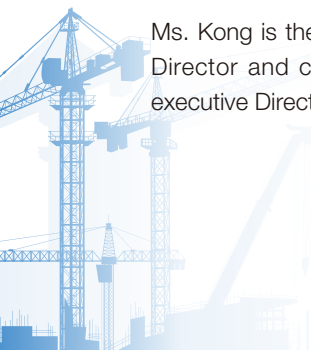 Ms. Kong is the
Director and c
executive Direct